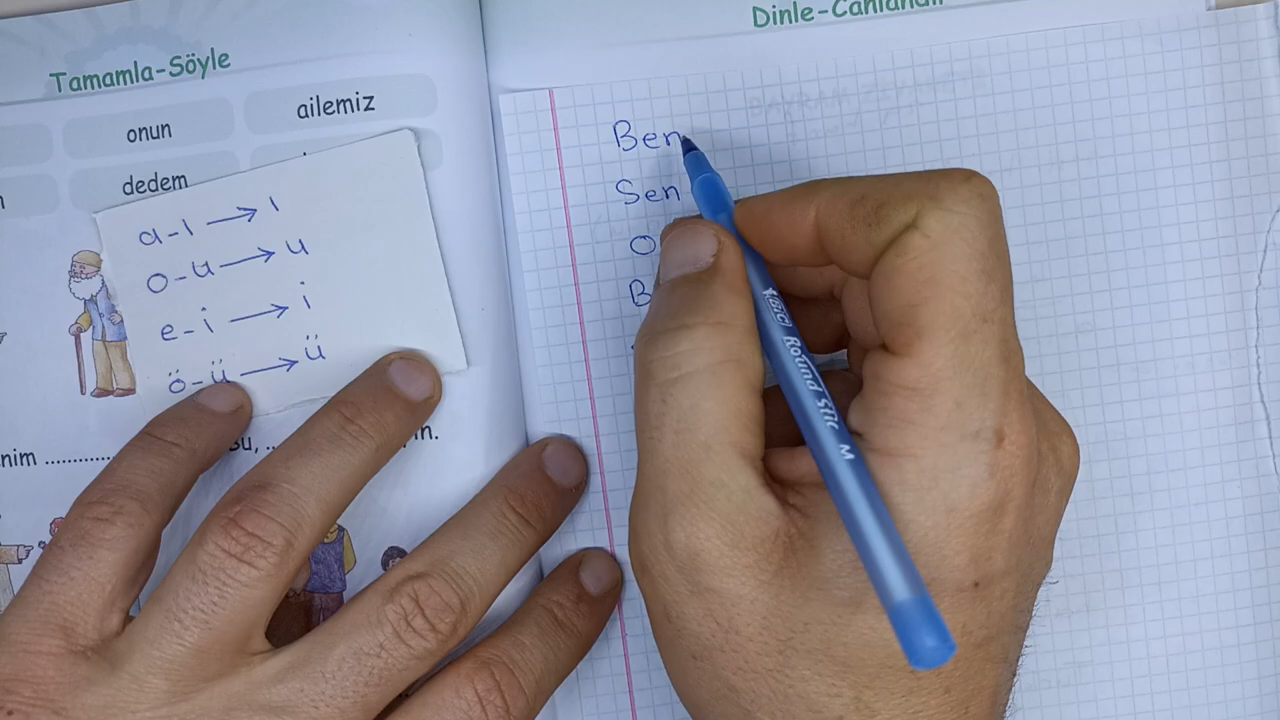 Tamamla-Söyle
onun
ailemiz
dedem
a-ı → ı
o-u → u
e-i → i
ö-ü → ü
Dinle-Canlandır
Ben
Sen
O
B
BIC Round Stic M